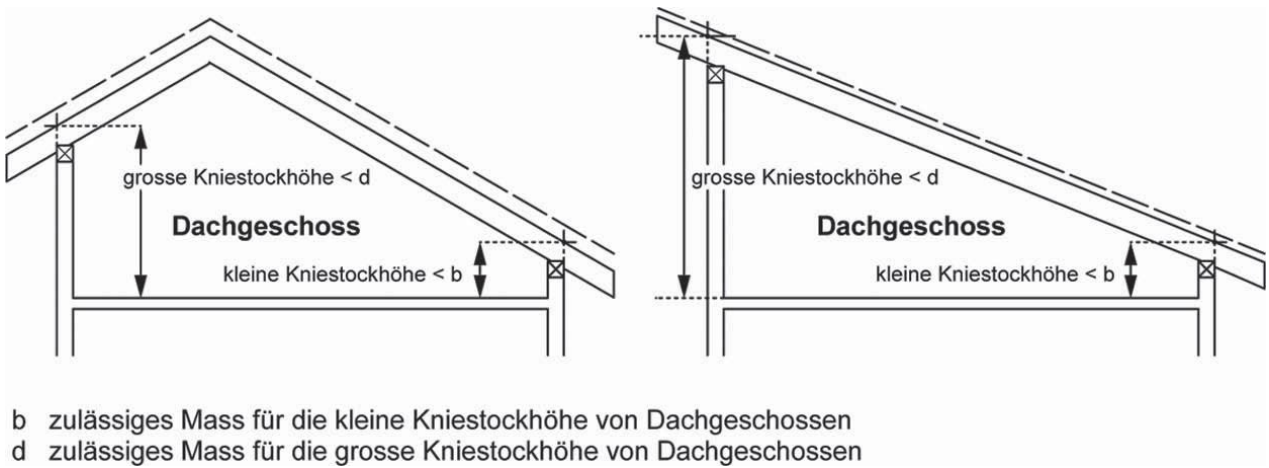 grosse Kniestockhöhe < d
Dachgeschoss
kleine Kniestockhöhe < b
grosse Kniestockhöhe < d
Dachgeschoss
kleine Kniestockhöhe < b
b zulässiges Mass für die kleine Kniestockhöhe von Dachgeschossen
d zulässiges Mass für die grosse Kniestockhöhe von Dachgeschossen